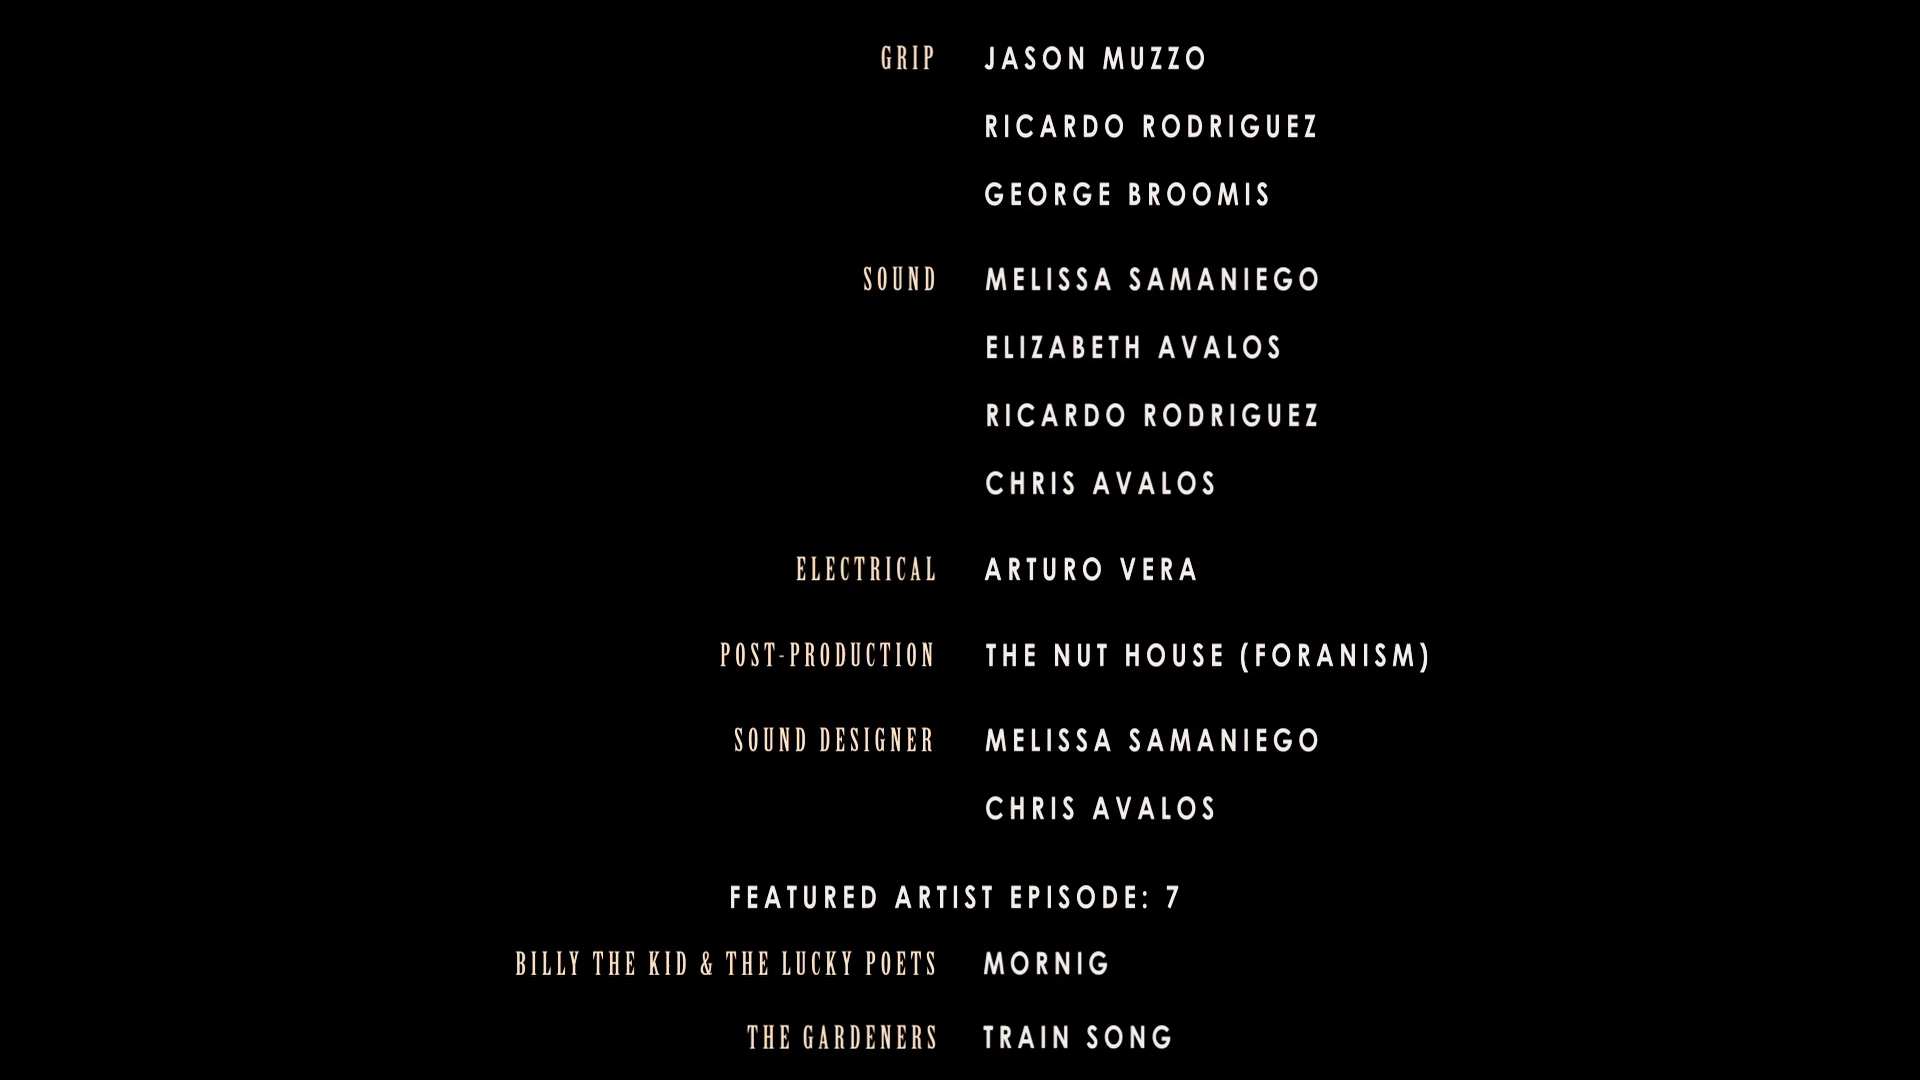 GRIP JASON MUZZO
RICARDO RODRIGUEZ
GEORGE BROOMIS
SOUND MELISSA SAMANIEGO
ELIZABETH AVALOS
RICARDO RODRIGUEZ
CHRIS AVALOS
ELECTRICAL ARTURO VERA
POST-PRODUCTION THE NUT HOUSE (FORANISM)
SOUND DESIGNER MELISSA SAMANIEGO
CHRIS AVALOS
FEATURED ARTIST EPISODE: 7
BILLY THE KID & THE LUCKY POETS MORNIG
THE GARDENERS TRAIN SONG